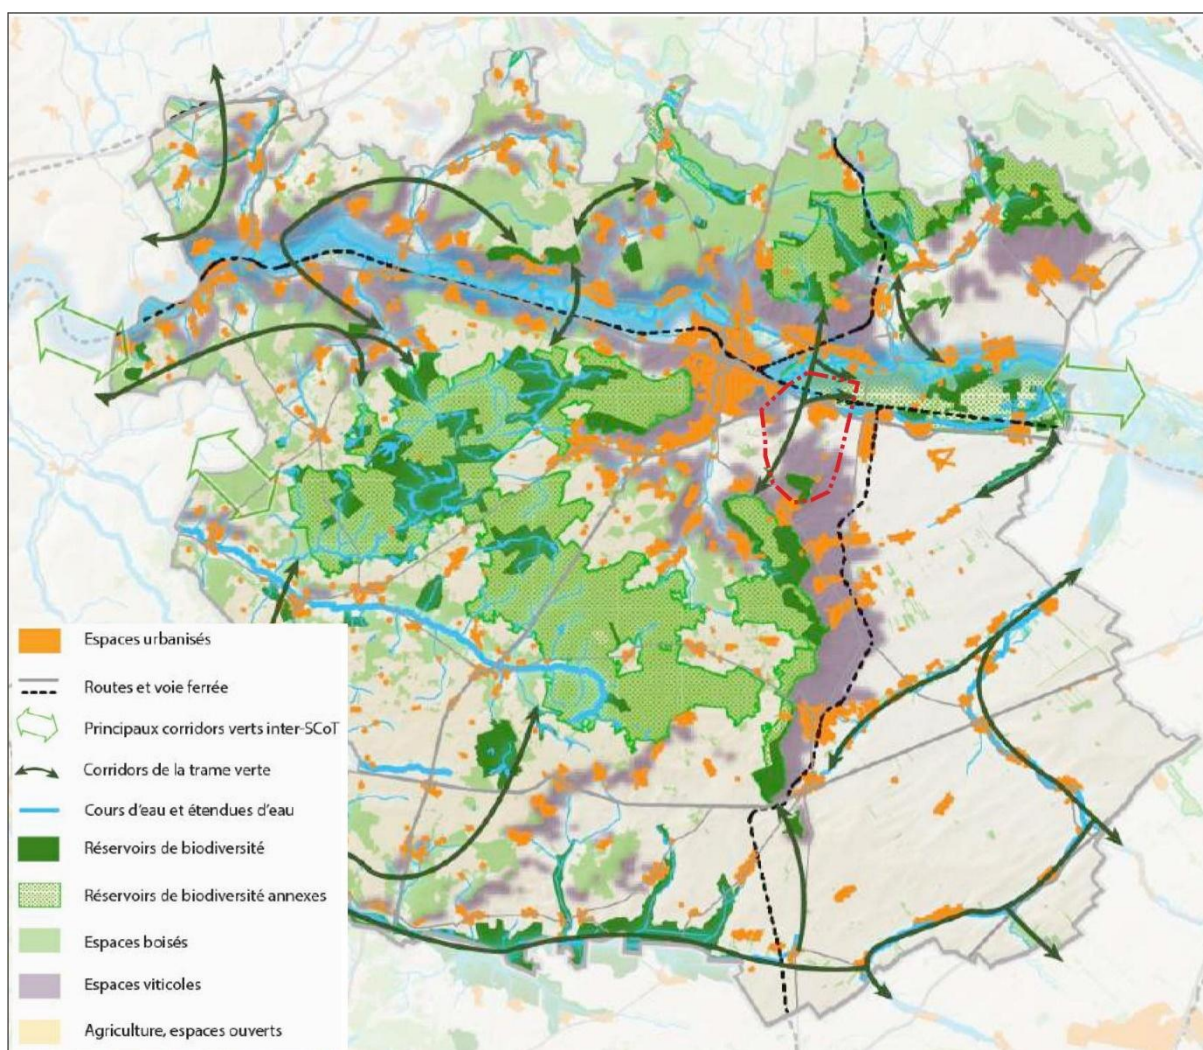 Espaces urbanisés
Routes et voie ferrée
Principaux corridors verts inter-SCoT
Corridors de la trame verte
Cours d'eau et étendues d'eau
Réservoirs de biodiversité
Réservoirs de biodiversité annexes
Espaces boisés
Espaces viticoles
Agriculture, espaces ouverts